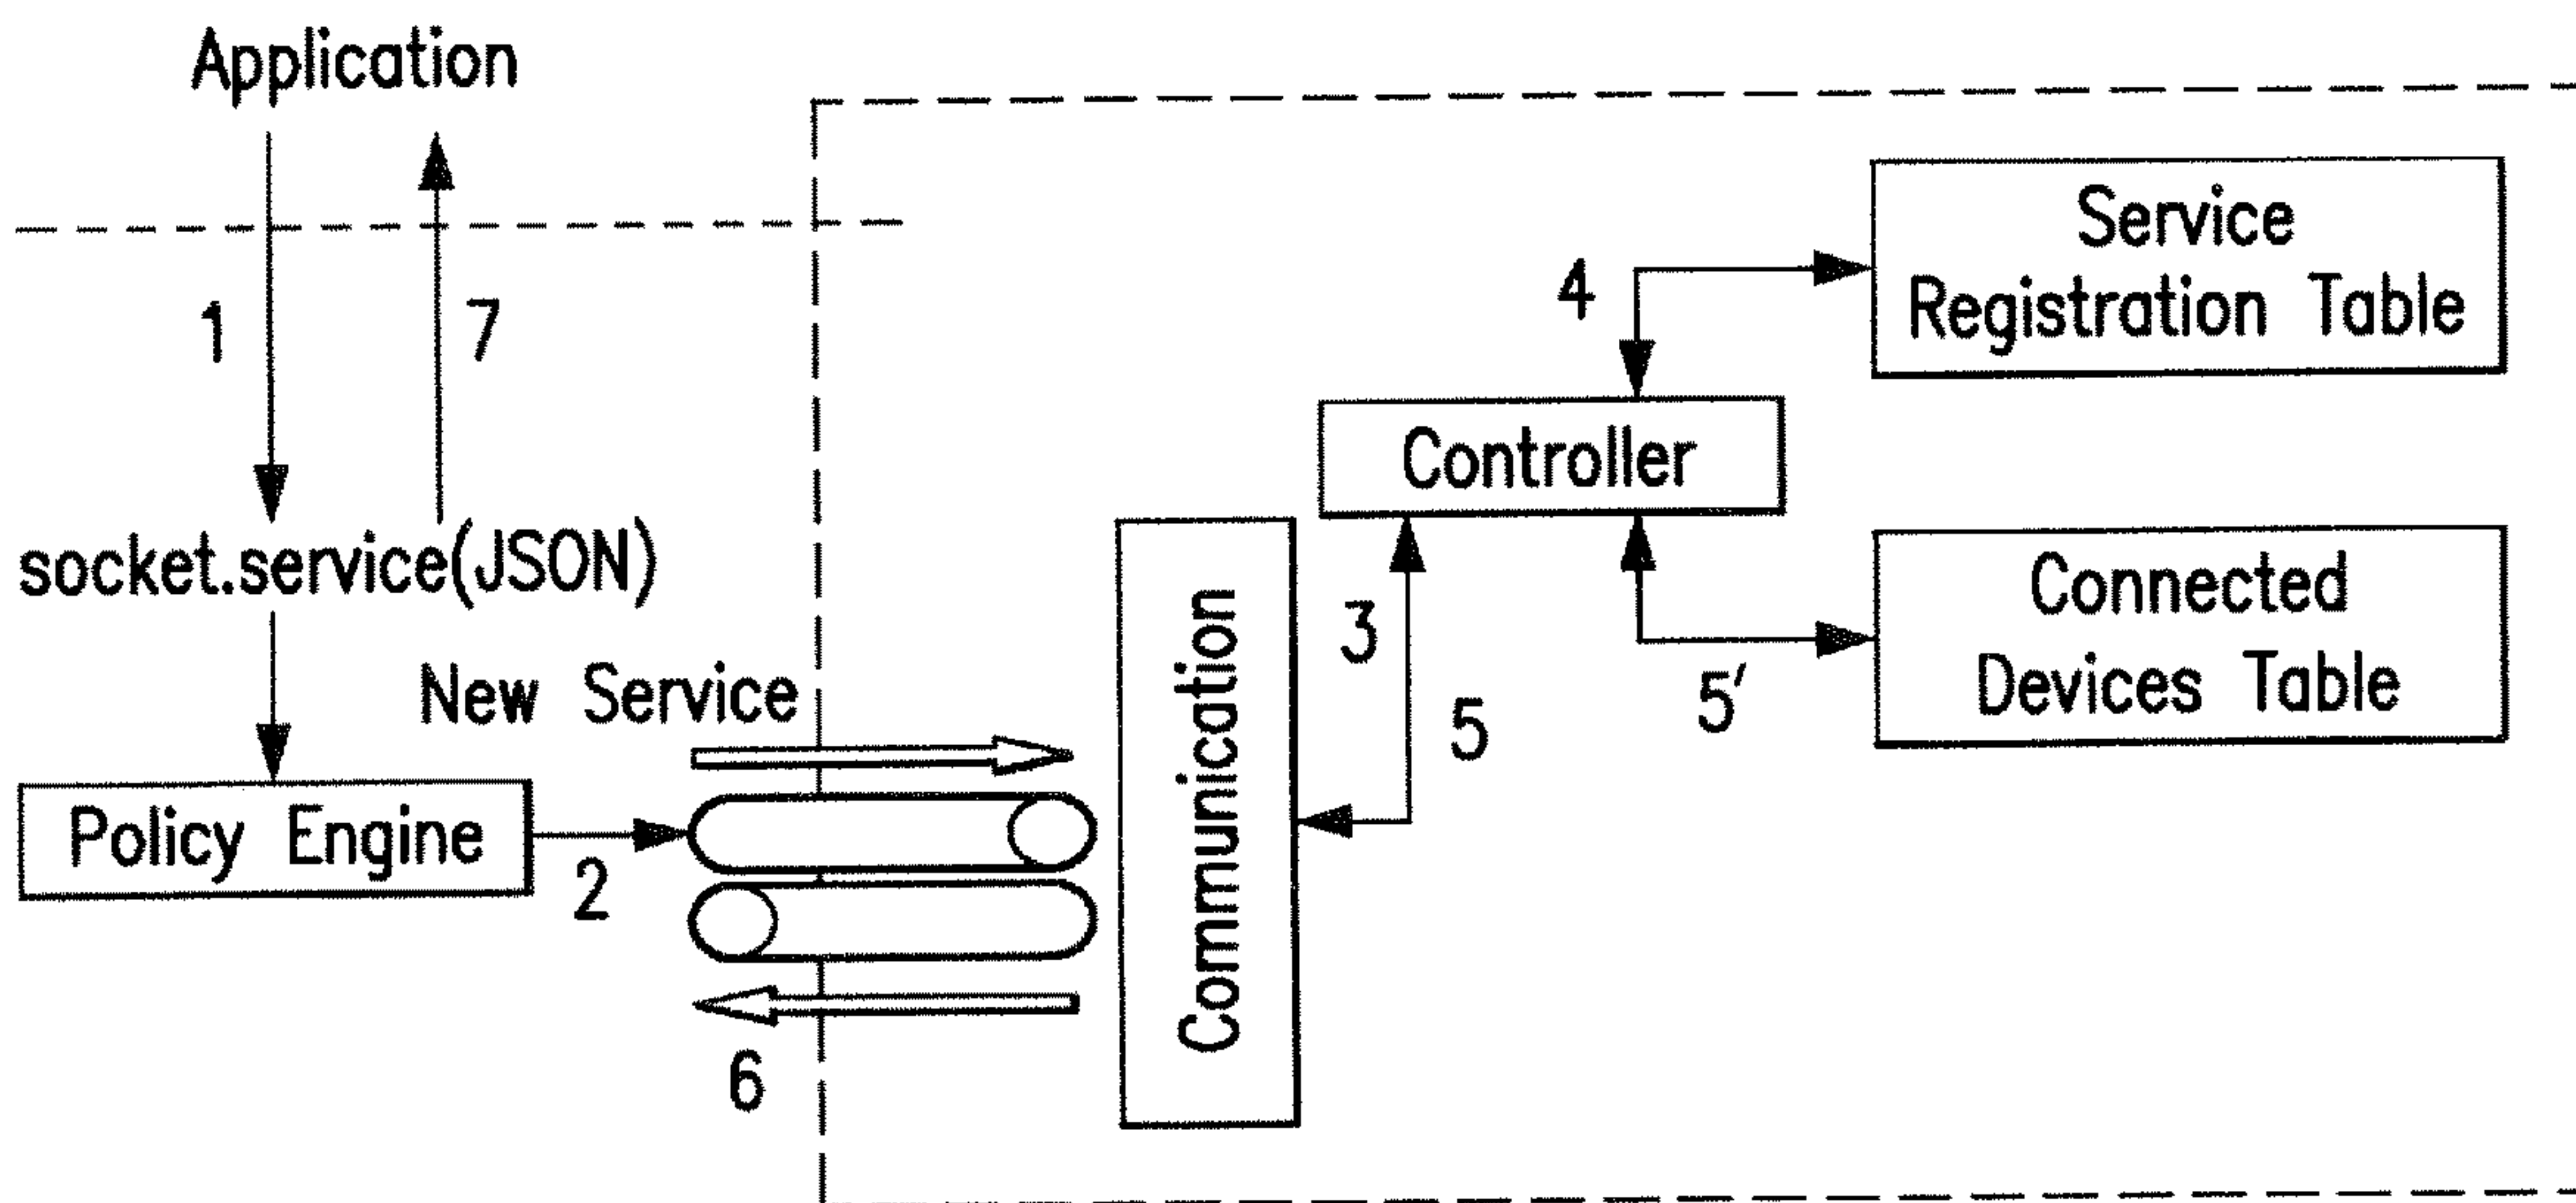 Application
1
7
socket.service(JSON)
New Service
Policy Engine
2
6
Communication
3
5
Controller
4
5'
Service
Registration Table
Connected
Devices Table